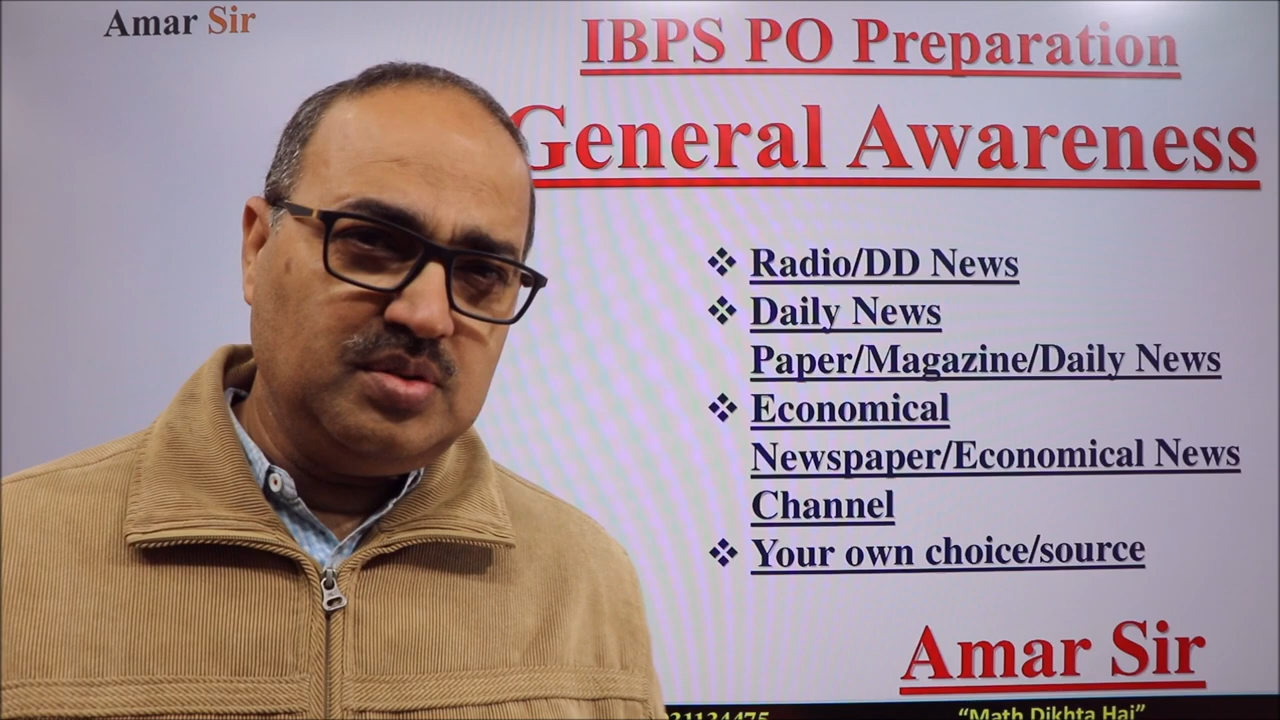 Amar Sir
IBPS PO Preparation
General Awareness
❖ Radio/DD News
❖ Daily News
Paper/Magazine/Daily News
❖ Economical
Newspaper/Economical News
Channel
❖ Your own choice/source
Amar Sir
"Math Dikhta Hai"